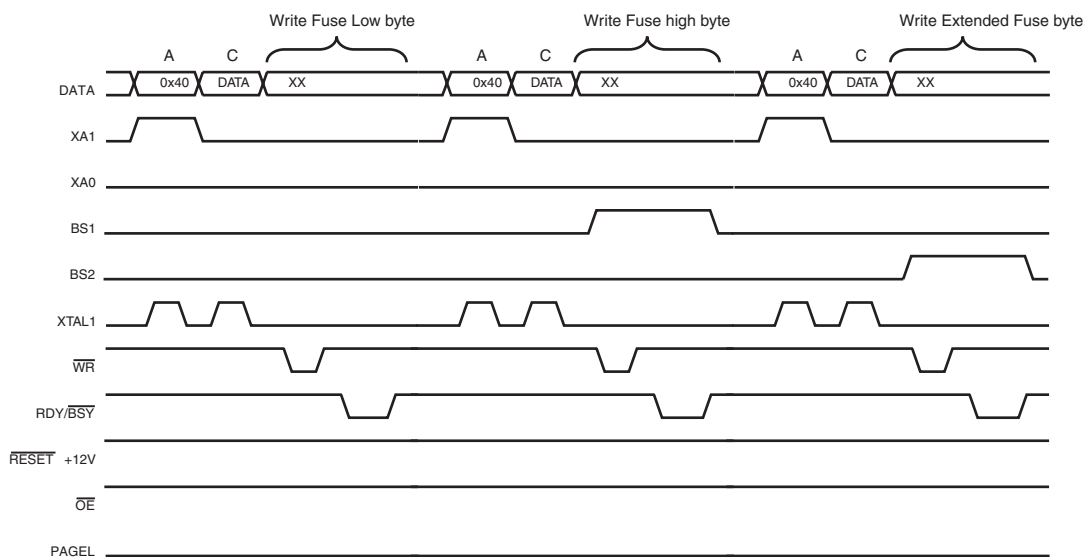 Write Fuse Low byte Write Fuse high byte Write Extended Fuse byte
A C A C A C
DATA 0x40 DATA XX 0x40 DATA XX 0x40 DATA XX
XA1
XA0
BS1
BS2
XTAL1
WR
RDY/BSY
RESET +12V
OE
PAGEL